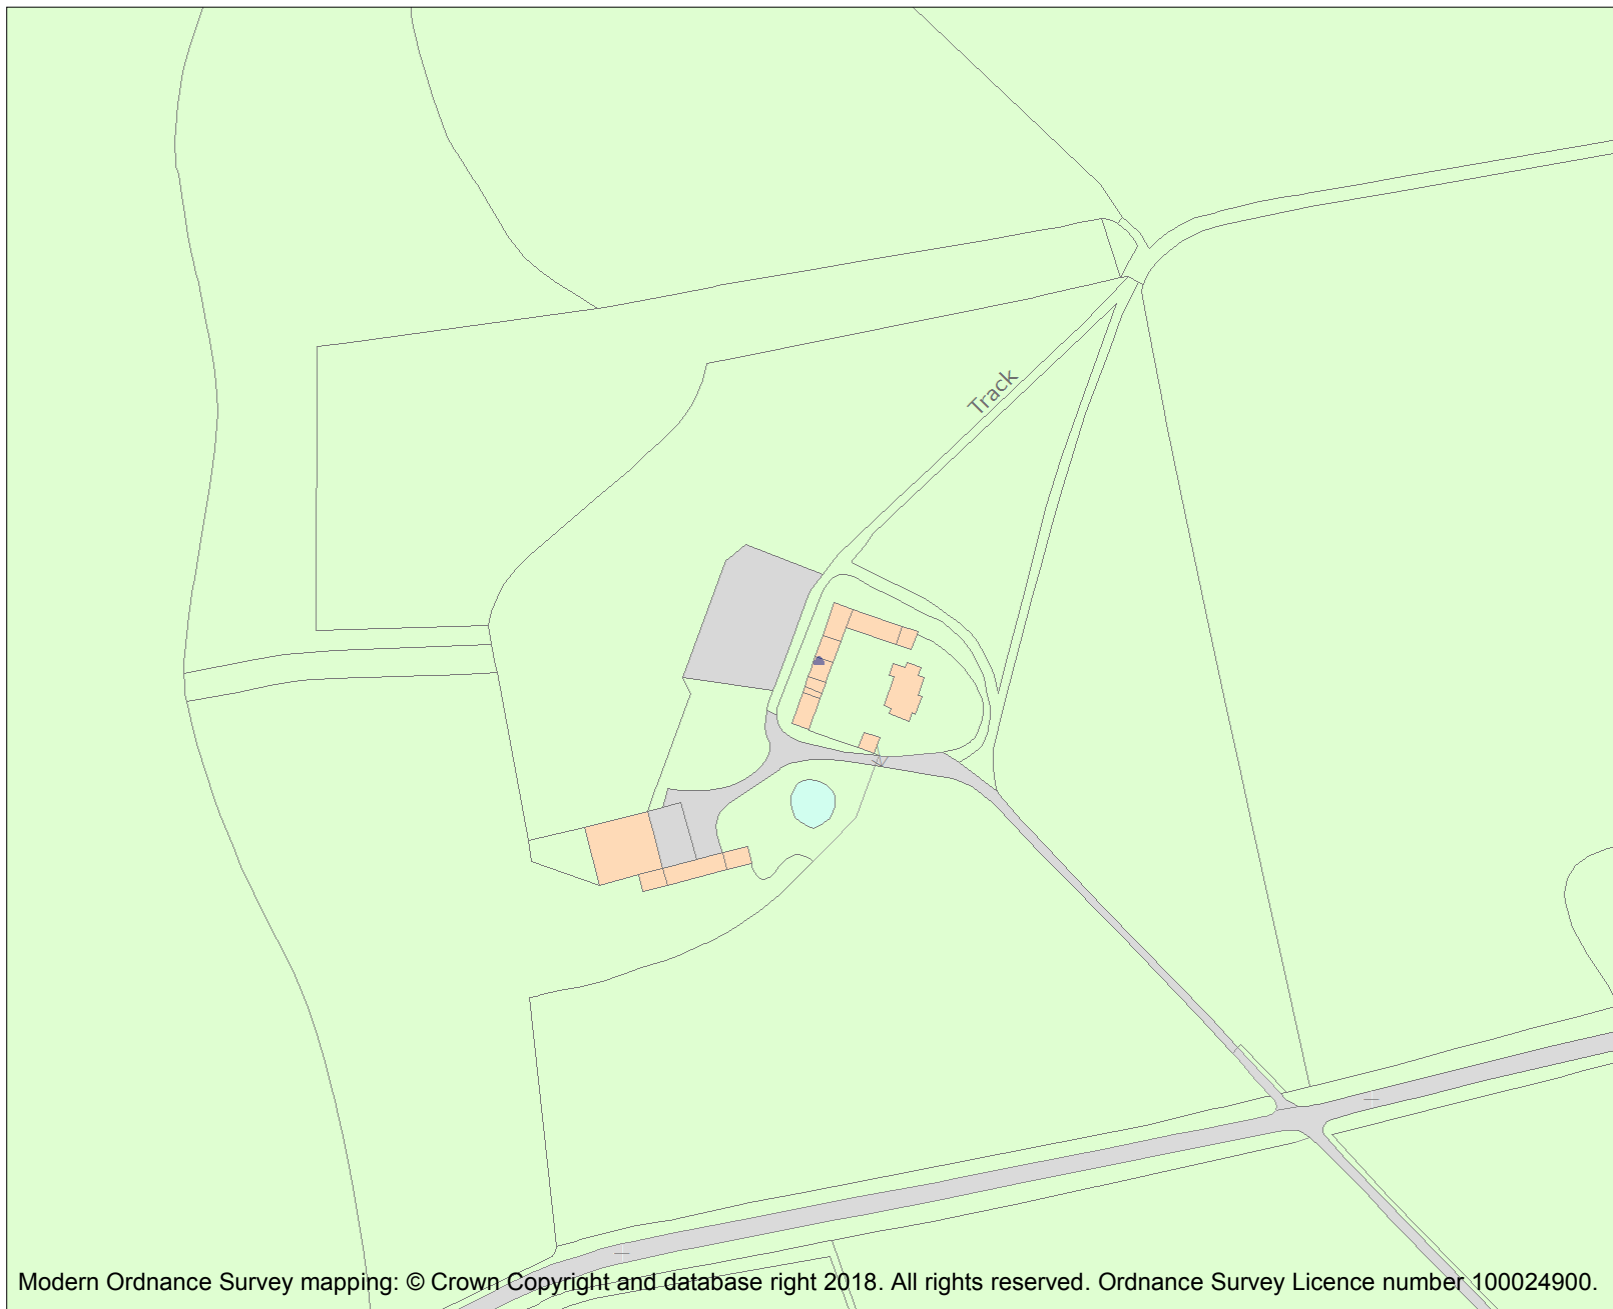 Track
Modern Ordnance Survey mapping: © Crown Copyright and database right 2018. All rights reserved. Ordnance Survey Licence number 100024900.